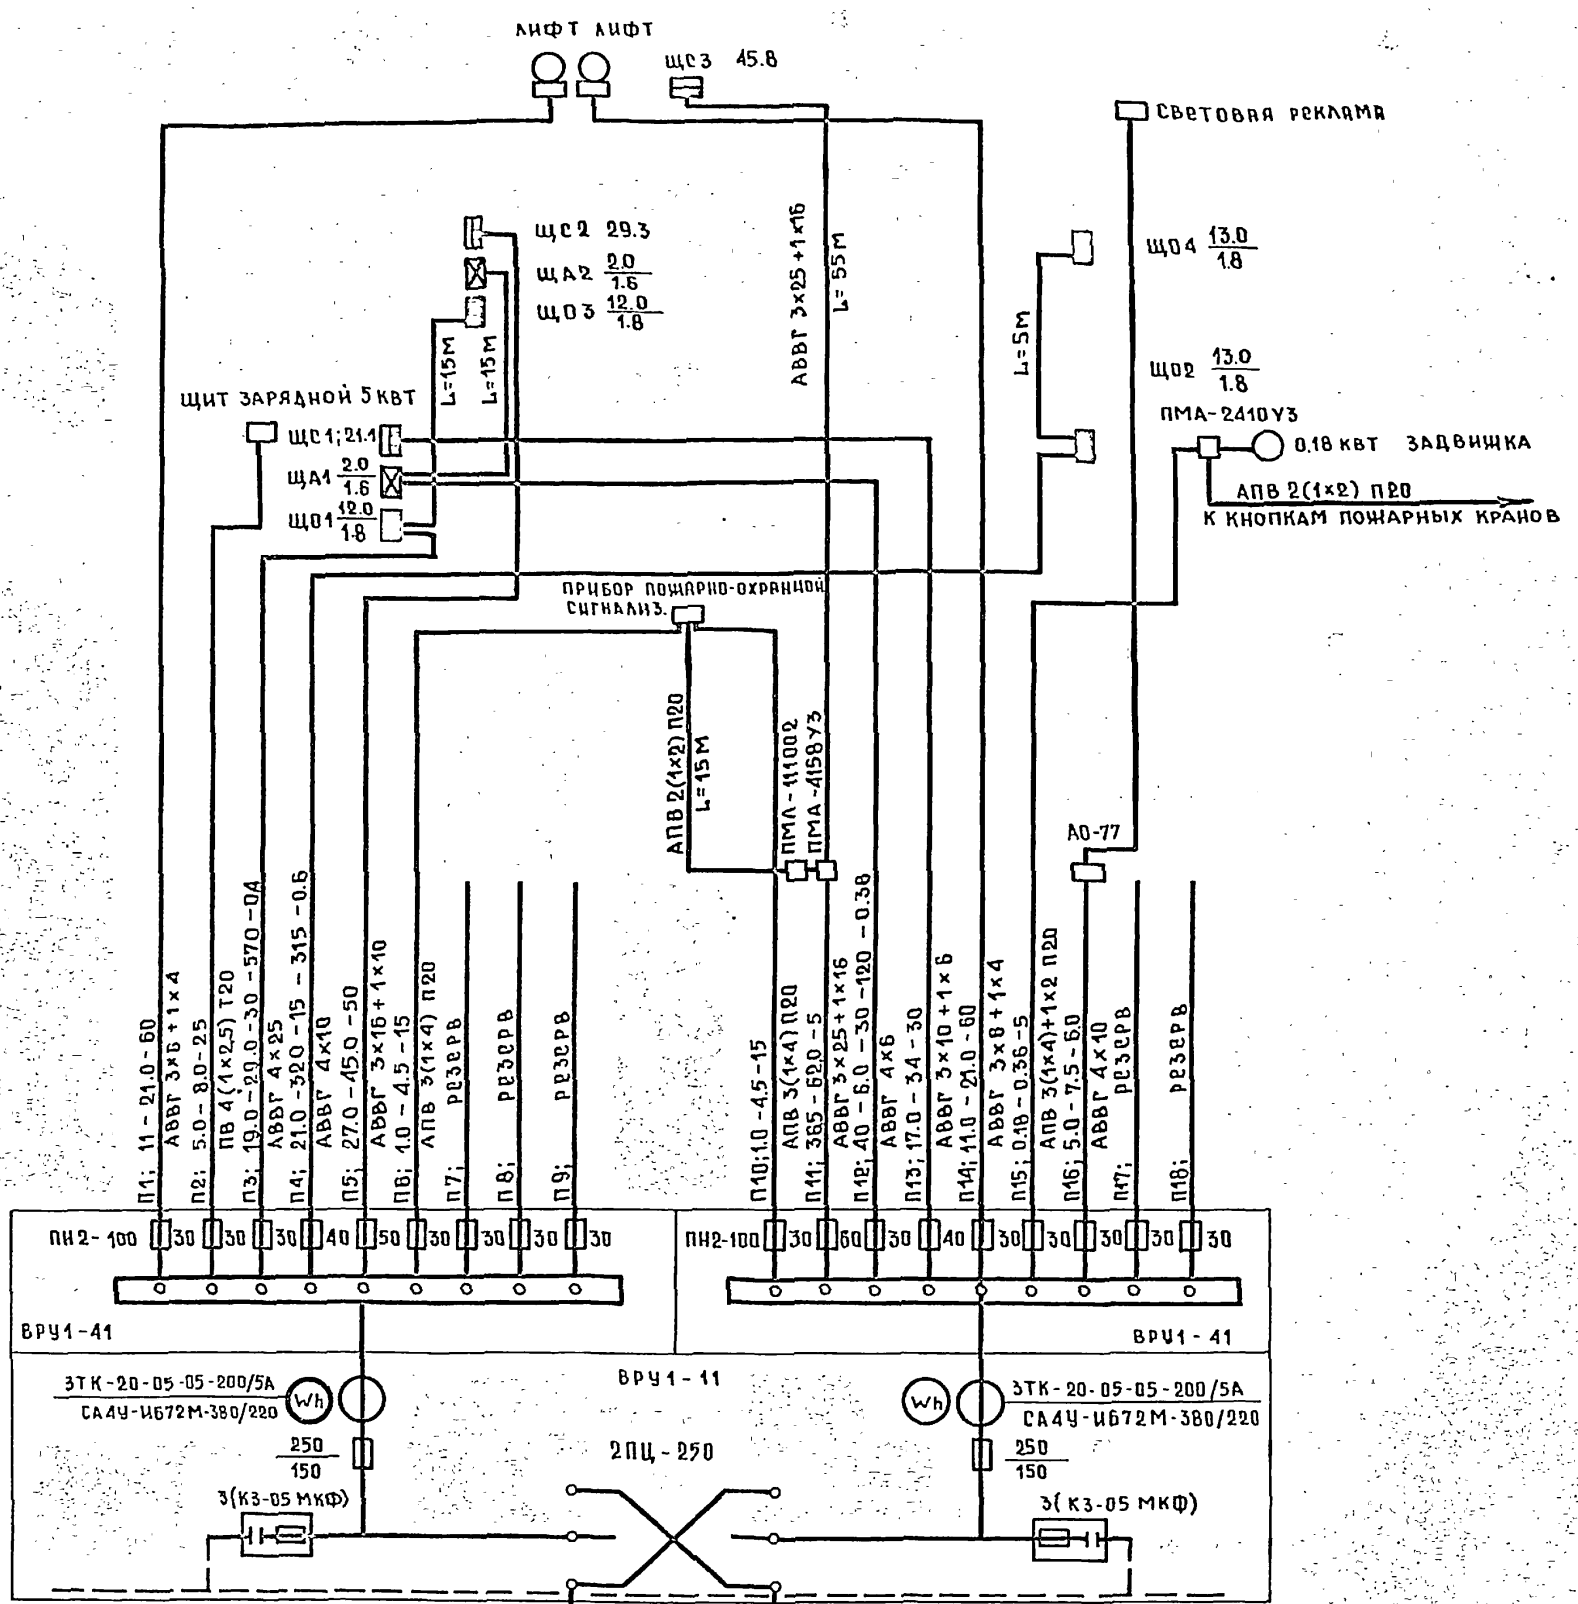 ЛИФТ ЛИФТ
ЩС3 45.8
СВЕТОВАЯ РЕКЛАМА
ЩС2 29.3
ЩА2 2.0/1.6
ЩО3 12.0/1.8
ЩО4 13.0/1.8
ЩО2 13.0/1.8
АВВГ 3×25+1×16
L=55М
L=5М
L=15М
L=15М
ЩИТ ЗАРЯДНОЙ 5КВТ
ЩС1; 21.1
ЩА1 2.0/1.6
ЩО1 12.0/1.8
ПМА-2410У3
0.18 КВТ ЗАДВИЖКА
АПВ 2(1×2) П20
К КНОПКАМ ПОЖАРНЫХ КРАНОВ
ПРИБОР ПОЖАРНО-ОХРАННОЙ
СИГНАЛИЗ.
АПВ 2(1×2) П20
L=15М
ПМЛ-111002
ПМА-4158У3
АО-77
П1; 11-21.0-60
АВВГ 3×6+1×4
П2; 5.0-8.0-25
ПВ 4(1×2,5) Т20
П3; 19.0-29.0-30-570-0.4
АВВГ 4×25
П4; 21.0-32.0-15-315-0.6
АВВГ 4×10
П5; 27.0-45.0-50
АВВГ 3×16+1×10
П6; 1.0-4.5-15
АПВ 3(1×4) П20
П7; РЕЗЕРВ
П8; РЕЗЕРВ
П9; РЕЗЕРВ
П10; 1.0-4.5-15
АПВ 3(1×4) П20
П11; 36.5-62.0-5
АВВГ 3×25+1×16
П12; 40-6.0-30-120-0.38
АВВГ 4×6
П13; 17.0-34-30
АВВГ 3×10+1×6
П14; 11.0-21.0-60
АВВГ 3×8+1×4
П15; 0.18-0.36-5
АПВ 3(1×4)+1×2 П20
П16; 5.0-7.5-6.0
АВВГ 4×10
П17; РЕЗЕРВ
П18; РЕЗЕРВ
ПН2-100 30 30 30 40 50 30 30 30 30
ПН2-100 30 60 30 40 30 30 30 30 30
ВРУ1-41
ВРУ1-41
ВРУ1-11
3ТК-20-05-05-200/5А
СА4У-И672М-380/220
Wh
Wh
3ТК-20-05-05-200/5А
СА4У-И672М-380/220
250/150
2ПЦ-250
250/150
3(КЗ-05 МКФ)
3(КЗ-05 МКФ)